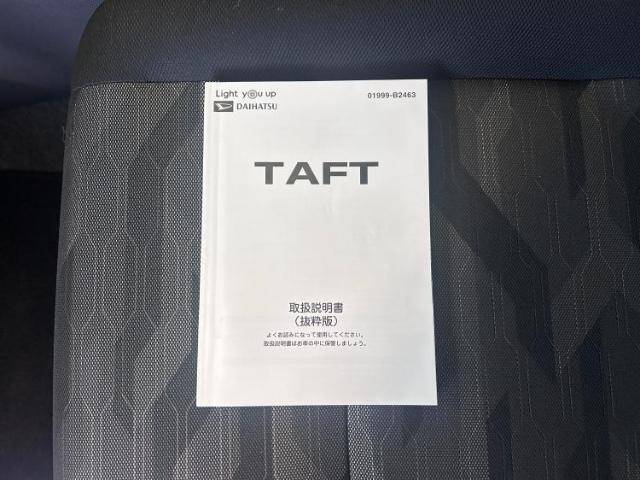 Light you up
DAIHATSU
01999-B2463
TAFT
取扱説明書
（抜粋版）
よくお読みになって使用してください。
取扱説明書はお車の中に保管しましょう。